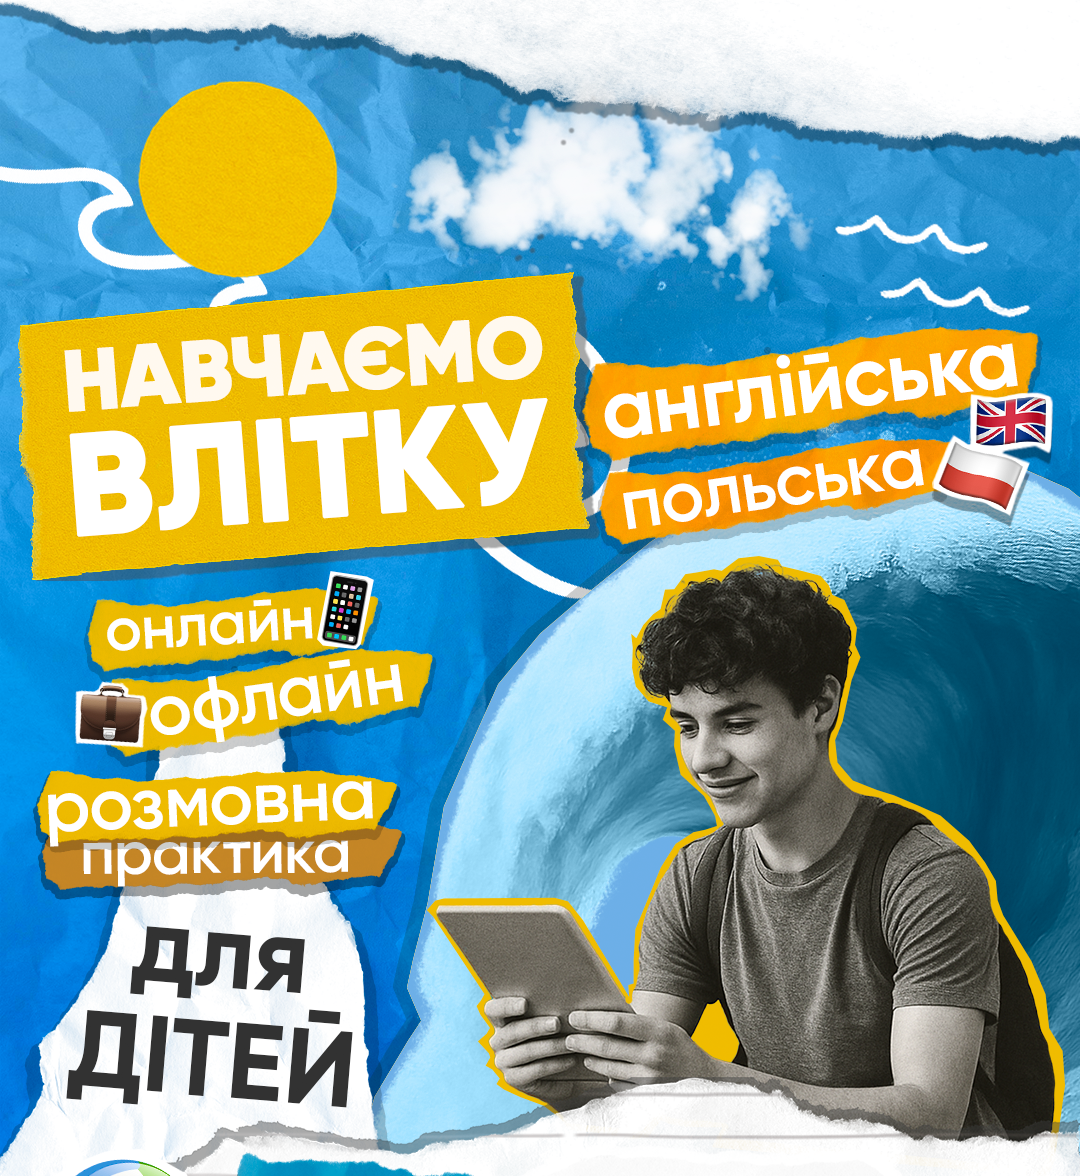 НАВЧАЄМО
ВЛІТКУ
англійська
польська
онлайн
офлайн
розмовна
практика
для
ДІТЕЙ